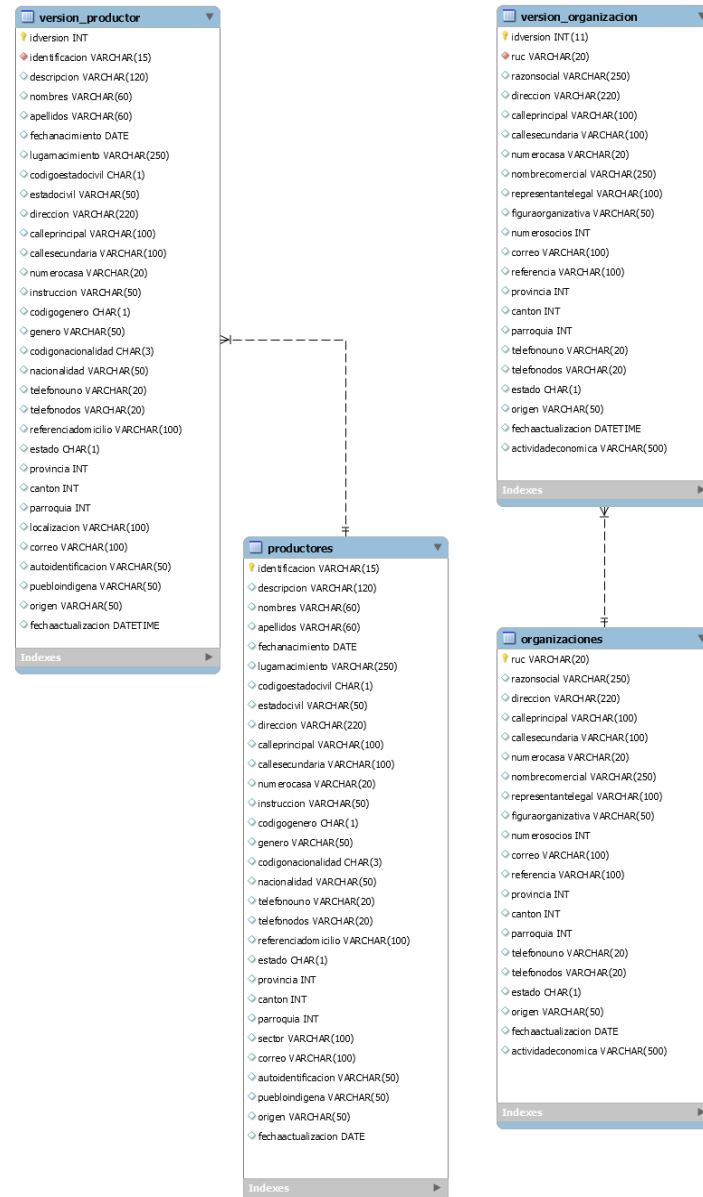 version_productor
idversion INT
identificacion VARCHAR(15)
descripcion VARCHAR(120)
nombres VARCHAR(60)
apellidos VARCHAR(60)
fechanacimiento DATE
lugarnacimiento VARCHAR(250)
codigoestadocivil CHAR(1)
estadocivil VARCHAR(50)
direccion VARCHAR(220)
calleprincipal VARCHAR(100)
callesecundaria VARCHAR(100)
numerocasa VARCHAR(20)
instruccion VARCHAR(50)
codigogenero CHAR(1)
genero VARCHAR(50)
codigonacionalidad CHAR(3)
nacionalidad VARCHAR(50)
telefonouno VARCHAR(20)
telefonodos VARCHAR(20)
referenciadomicilio VARCHAR(100)
estado CHAR(1)
provincia INT
canton INT
parroquia INT
localizacion VARCHAR(100)
correo VARCHAR(100)
autoidentificacion VARCHAR(50)
puebloindigena VARCHAR(50)
origen VARCHAR(50)
fechaactualizacion DATETIME
Indexes
version_organizacion
idversion INT(11)
ruc VARCHAR(20)
razonsocial VARCHAR(250)
direccion VARCHAR(220)
calleprincipal VARCHAR(100)
callesecundaria VARCHAR(100)
numerocasa VARCHAR(20)
nombrecomercial VARCHAR(250)
representantelegal VARCHAR(100)
figuraorganizativa VARCHAR(50)
numerosocios INT
correo VARCHAR(100)
referencia VARCHAR(100)
provincia INT
canton INT
parroquia INT
telefonouno VARCHAR(20)
telefonodos VARCHAR(20)
estado CHAR(1)
origen VARCHAR(50)
fechaactualizacion DATETIME
actividadeconomica VARCHAR(500)
Indexes
productores
identificacion VARCHAR(15)
descripcion VARCHAR(120)
nombres VARCHAR(60)
apellidos VARCHAR(60)
fechanacimiento DATE
lugarnacimiento VARCHAR(250)
codigoestadocivil CHAR(1)
estadocivil VARCHAR(50)
direccion VARCHAR(220)
calleprincipal VARCHAR(100)
callesecundaria VARCHAR(100)
numerocasa VARCHAR(20)
instruccion VARCHAR(50)
codigogenero CHAR(1)
genero VARCHAR(50)
codigonacionalidad CHAR(3)
nacionalidad VARCHAR(50)
telefonouno VARCHAR(20)
telefonodos VARCHAR(20)
referenciadomicilio VARCHAR(100)
estado CHAR(1)
provincia INT
canton INT
parroquia INT
sector VARCHAR(100)
correo VARCHAR(100)
autoidentificacion VARCHAR(50)
puebloindigena VARCHAR(50)
origen VARCHAR(50)
fechaactualizacion DATE
Indexes
organizaciones
ruc VARCHAR(20)
razonsocial VARCHAR(250)
direccion VARCHAR(220)
calleprincipal VARCHAR(100)
callesecundaria VARCHAR(100)
numerocasa VARCHAR(20)
nombrecomercial VARCHAR(250)
representantelegal VARCHAR(100)
figuraorganizativa VARCHAR(50)
numerosocios INT
correo VARCHAR(100)
referencia VARCHAR(100)
provincia INT
canton INT
parroquia INT
telefonouno VARCHAR(20)
telefonodos VARCHAR(20)
estado CHAR(1)
origen VARCHAR(50)
fechaactualizacion DATE
actividadeconomica VARCHAR(500)
Indexes